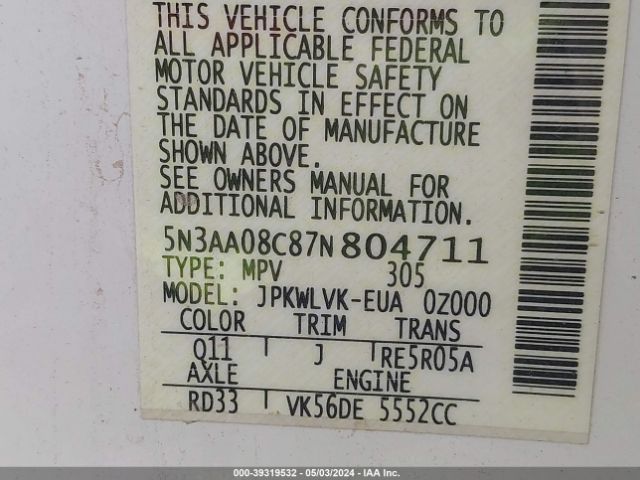 THIS VEHICLE CONFORMS TO
ALL APPLICABLE FEDERAL
MOTOR VEHICLE SAFETY
STANDARDS IN EFFECT ON
THE DATE OF MANUFACTURE
SHOWN ABOVE.
SEE OWNERS MANUAL FOR
ADDITIONAL INFORMATION.
5N3AA08C87N804711
TYPE: MPV 305
MODEL: JPKWLVK-EUA 0Z000
COLOR TRIM TRANS
Q11 J RE5R05A
AXLE ENGINE
RD33 VK56DE 5552CC
000-39319532 - 05/03/2024 - IAA Inc.